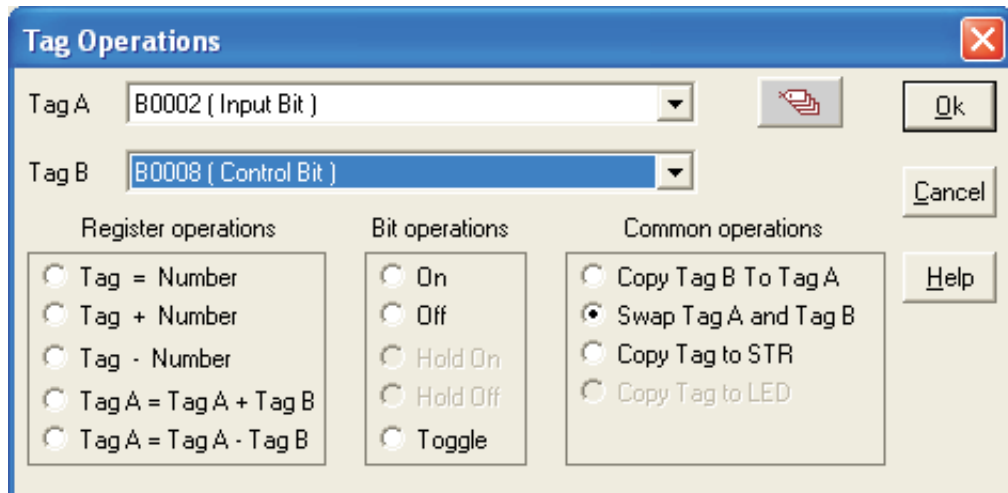 Tag Operations
Tag A
B0002 ( Input Bit )
Ok
Tag B
B0008 ( Control Bit )
Cancel
Register operations
Tag = Number
Tag + Number
Tag - Number
Tag A = Tag A + Tag B
Tag A = Tag A - Tag B
Bit operations
On
Off
Hold On
Hold Off
Toggle
Common operations
Copy Tag B To Tag A
Swap Tag A and Tag B
Copy Tag to STR
Copy Tag to LED
Help